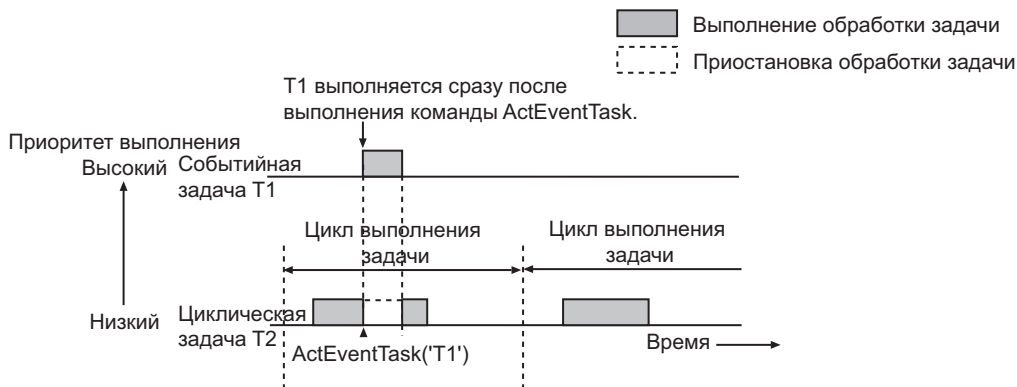 Выполнение обработки задачи
Приостановка обработки задачи
T1 выполняется сразу после
выполнения команды ActEventTask.
Приоритет выполнения
Высокий
Событийная
задача T1
Цикл выполнения
задачи
Цикл выполнения
задачи
Низкий
Циклическая
задача T2
ActEventTask('T1')
Время